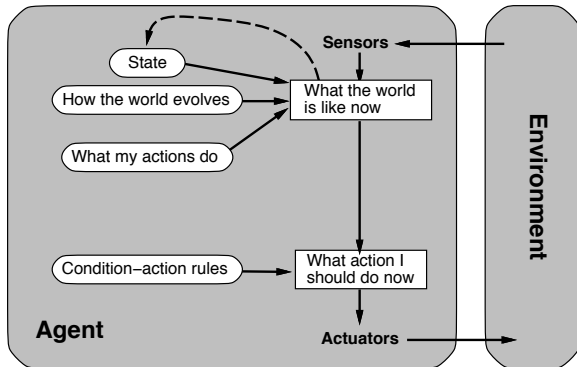 Sensors
State
How the world evolves
What my actions do
What the world
is like now
Condition−action rules
What action I
should do now
Agent
Actuators
Environment